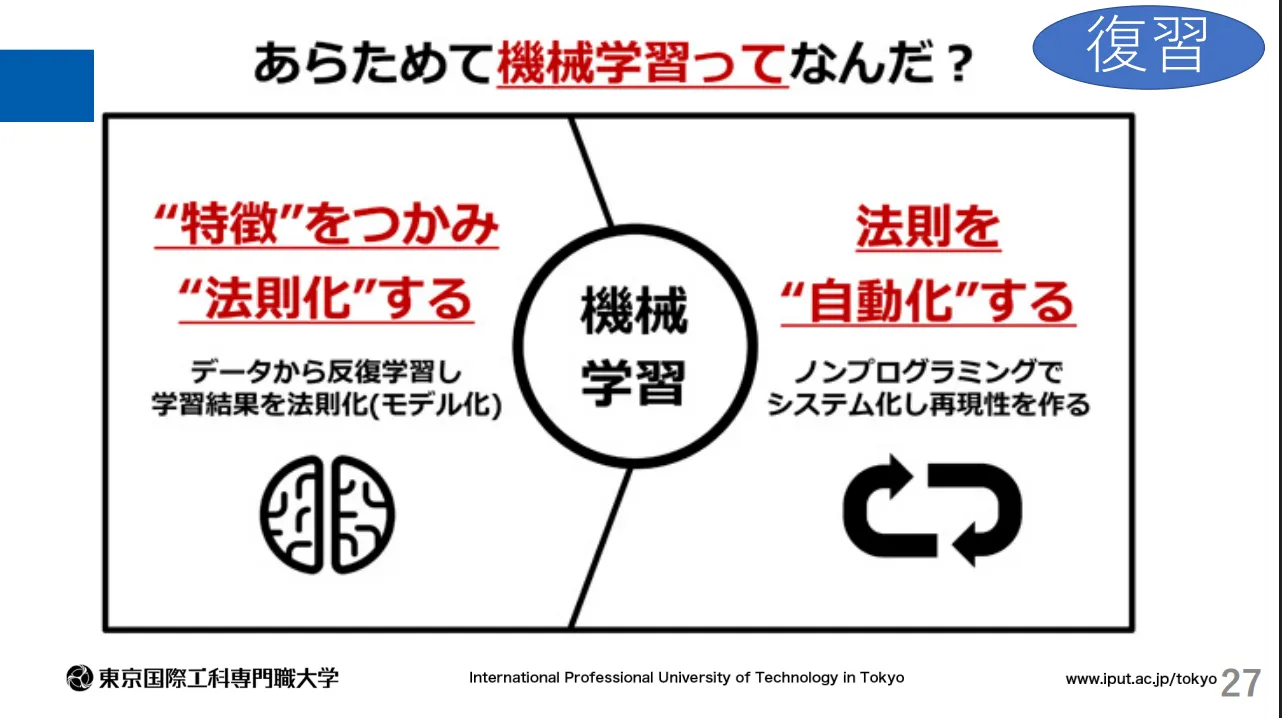 復習
あらためて機械学習ってなんだ？
“特徴”をつかみ
“法則化”する
データから反復学習し
学習結果を法則化(モデル化)
機械
学習
法則を
“自動化”する
ノンプログラミングで
システム化し再現性を作る
東京国際工科専門職大学
International Professional University of Technology in Tokyo
www.iput.ac.jp/tokyo
27